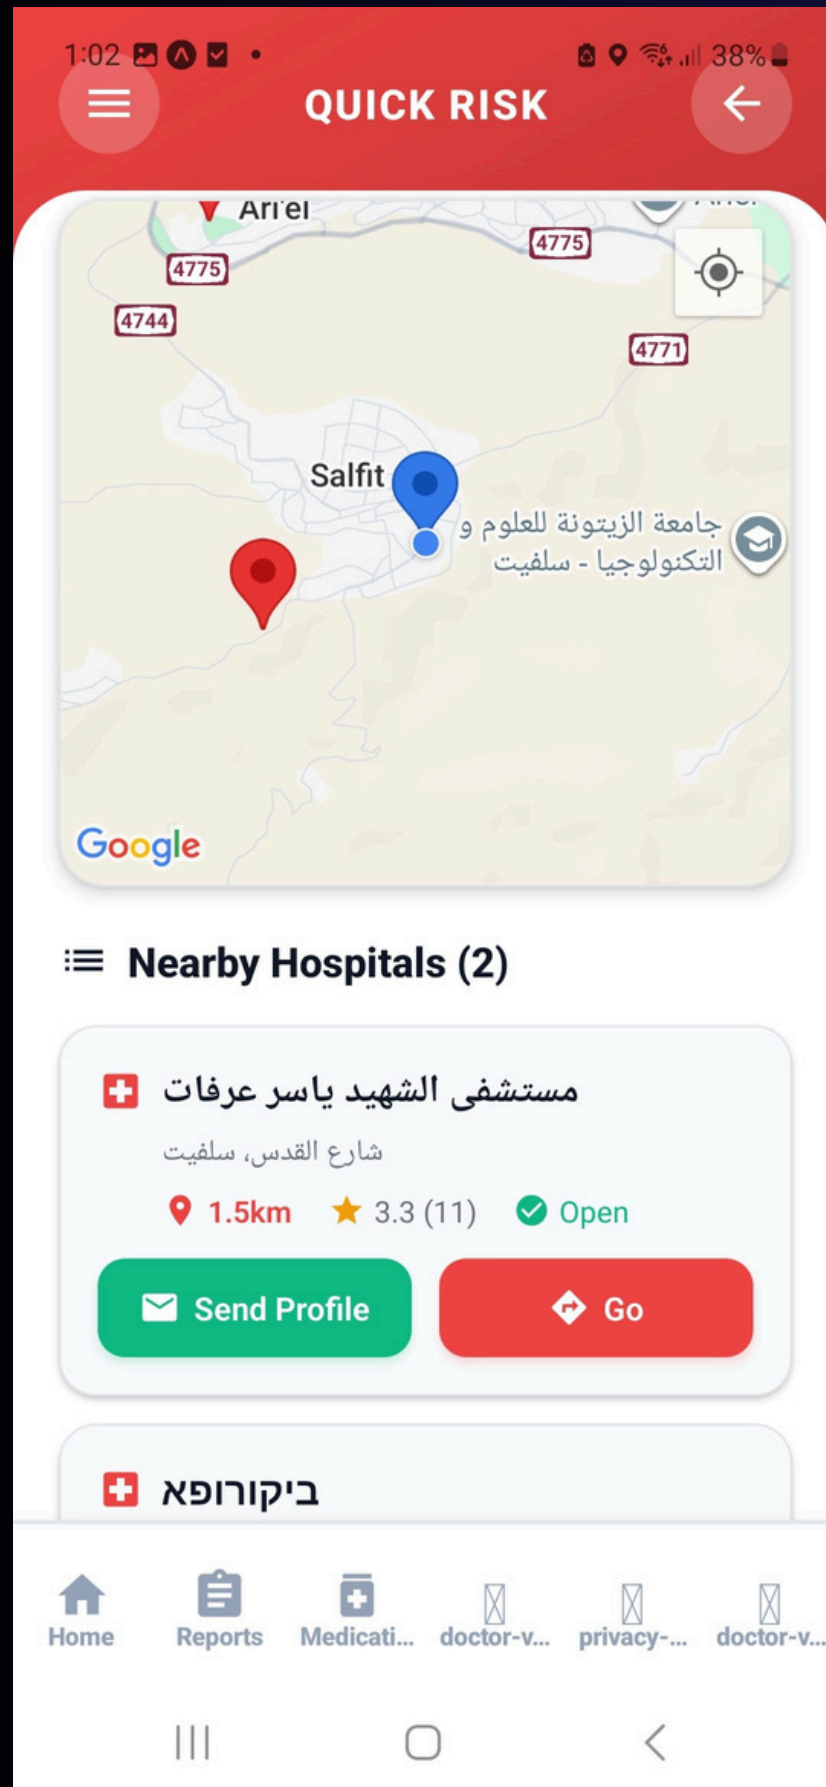 1:02
38%
QUICK RISK
Ari'el
4775
4775
4744
4771
Salfit
جامعة الزيتونة للعلوم و
التكنولوجيا - سلفيت
Google
Nearby Hospitals (2)
مستشفى الشهيد ياسر عرفات
شارع القدس، سلفيت
1.5km 3.3 (11) Open
Send Profile Go
ביקורופא
Home Reports Medicati... doctor-v... privacy-... doctor-v...